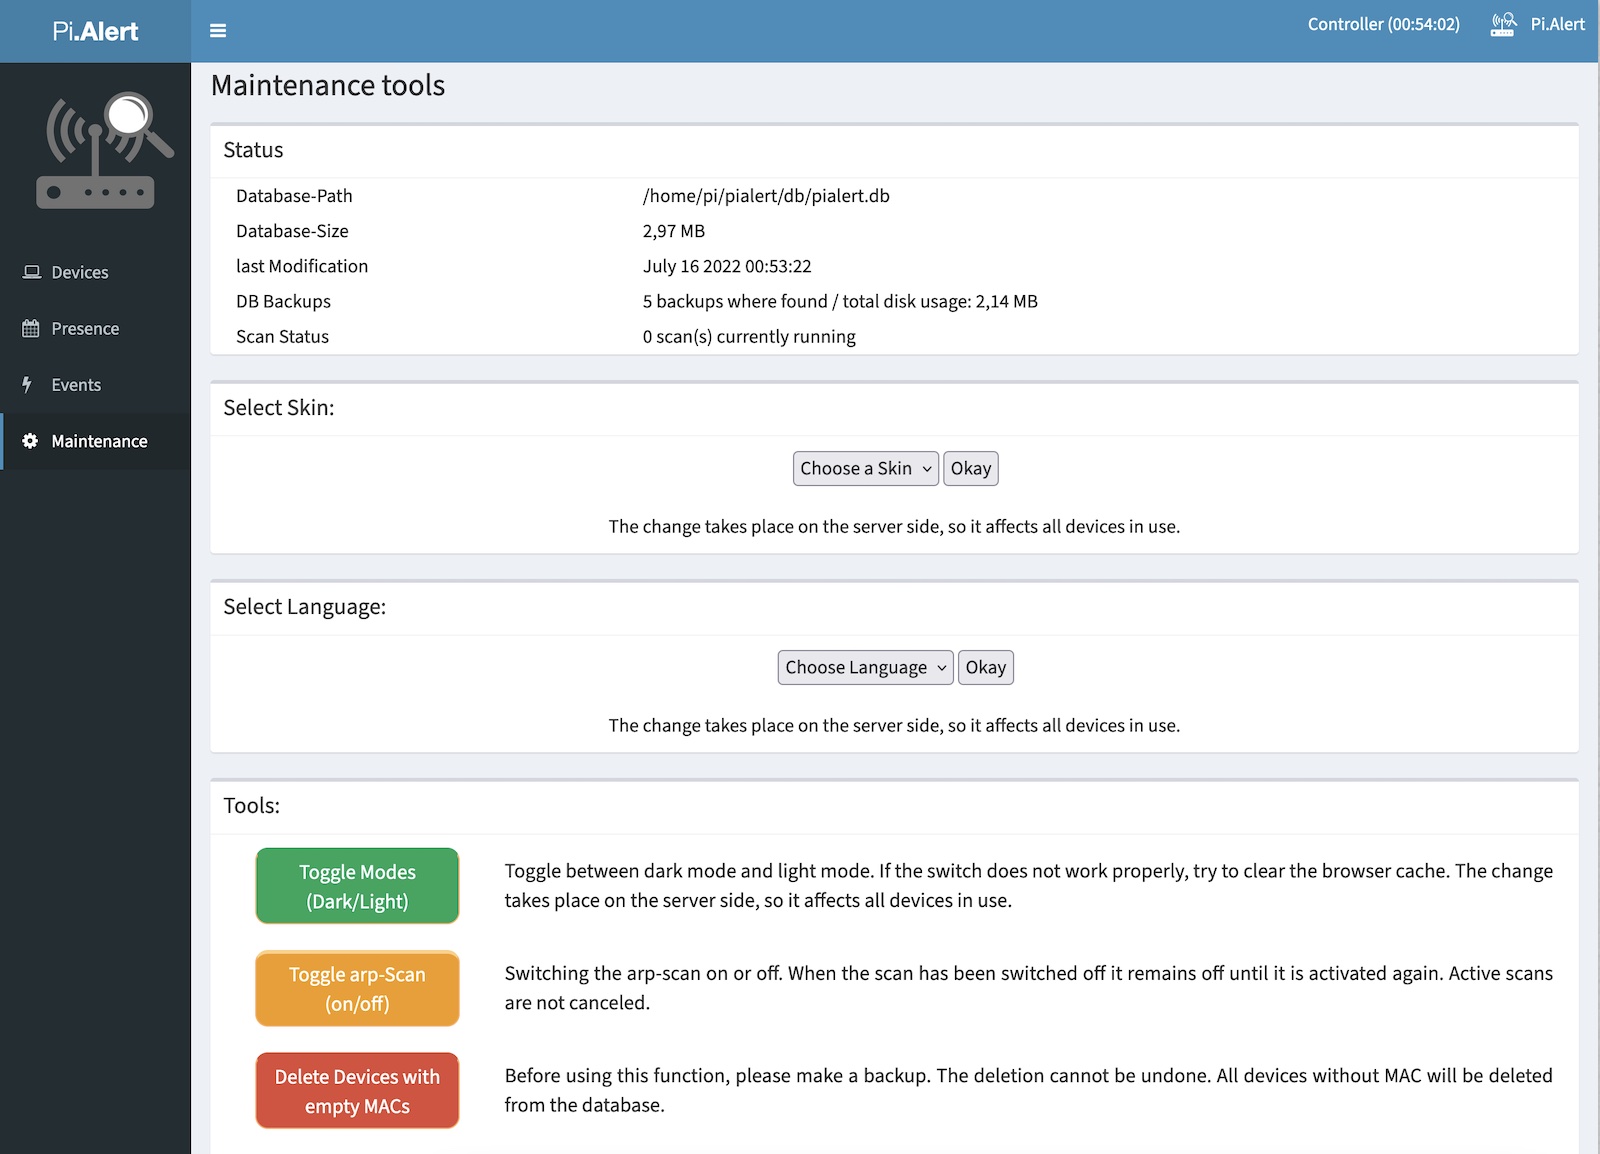 Pi.Alert
Controller (00:54:02)
Pi.Alert
Devices
Presence
Events
Maintenance
Maintenance tools
Status
Database-Path /home/pi/pialert/db/pialert.db
Database-Size 2,97 MB
last Modification July 16 2022 00:53:22
DB Backups 5 backups where found / total disk usage: 2,14 MB
Scan Status 0 scan(s) currently running
Select Skin:
Choose a Skin Okay
The change takes place on the server side, so it affects all devices in use.
Select Language:
Choose Language Okay
The change takes place on the server side, so it affects all devices in use.
Tools:
Toggle Modes
(Dark/Light)
Toggle between dark mode and light mode. If the switch does not work properly, try to clear the browser cache. The change
takes place on the server side, so it affects all devices in use.
Toggle arp-Scan
(on/off)
Switching the arp-scan on or off. When the scan has been switched off it remains off until it is activated again. Active scans
are not canceled.
Delete Devices with
empty MACs
Before using this function, please make a backup. The deletion cannot be undone. All devices without MAC will be deleted
from the database.